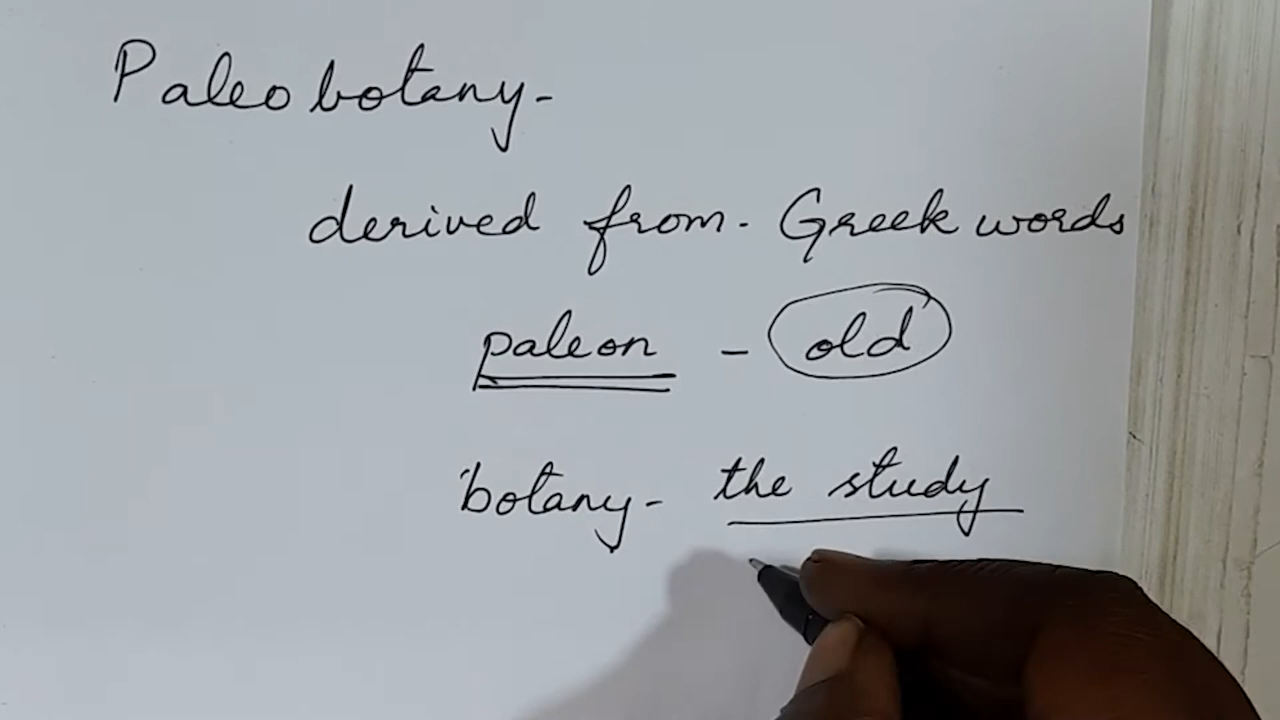 Paleobotany -
derived from - Greek words
paleon - old
botany - the study